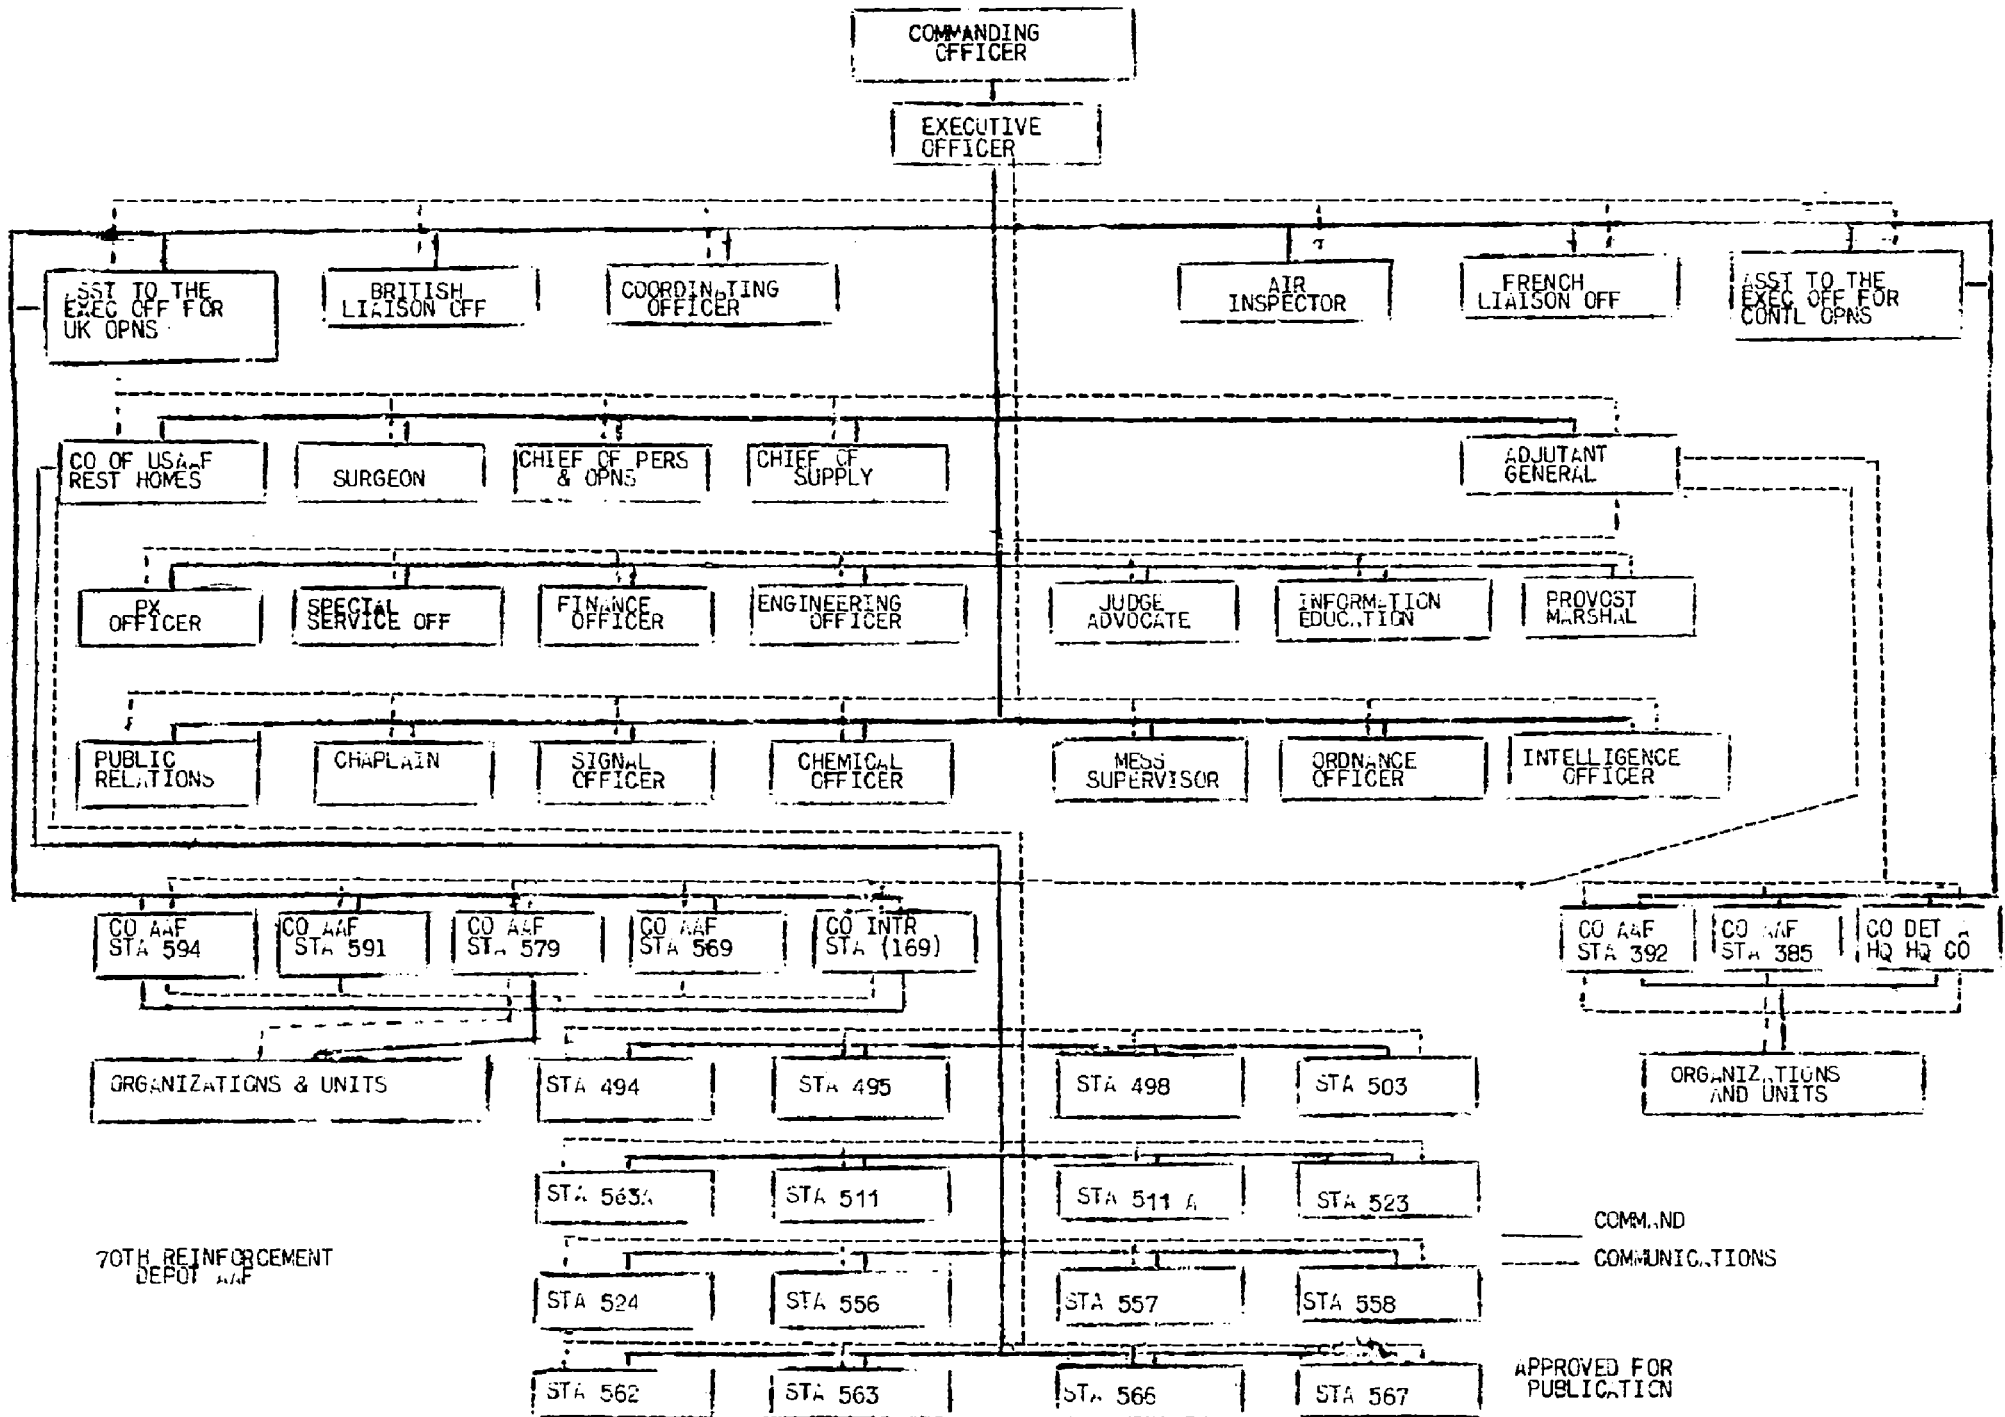 COMMANDING
OFFICER
EXECUTIVE
OFFICER
ASST TO THE
EXEC OFF FOR
UK OPNS
BRITISH
LIAISON OFF
COORDINATING
OFFICER
AIR
INSPECTOR
FRENCH
LIAISON OFF
ASST TO THE
EXEC OFF FOR
CONTL OPNS
CO OF USAAF
REST HOMES
SURGEON
CHIEF OF PERS
& OPNS
CHIEF OF
SUPPLY
ADJUTANT
GENERAL
PX
OFFICER
SPECIAL
SERVICE OFF
FINANCE
OFFICER
ENGINEERING
OFFICER
JUDGE
ADVOCATE
INFORMATION
EDUCATION
PROVOST
MARSHAL
PUBLIC
RELATIONS
CHAPLAIN
SIGNAL
OFFICER
CHEMICAL
OFFICER
MESS
SUPERVISOR
ORDNANCE
OFFICER
INTELLIGENCE
OFFICER
CO AAF
STA 594
CO AAF
STA 591
CO AAF
STA 579
CO AAF
STA 569
CO INTR
STA (169)
CO AAF
STA 392
CO AAF
STA 385
CO DET A
HQ HQ CO
ORGANIZATIONS & UNITS
STA 494
STA 495
STA 498
STA 503
ORGANIZATIONS
AND UNITS
STA 563A
STA 511
STA 511 A
STA 523
COMMAND
COMMUNICATIONS
70TH REINFORCEMENT
DEPOT AAF
STA 524
STA 556
STA 557
STA 558
STA 562
STA 563
STA 566
STA 567
APPROVED FOR
PUBLICATION